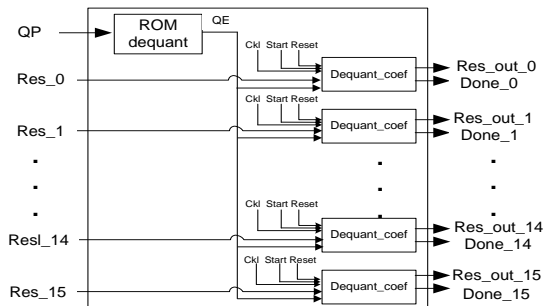 QP
ROM dequant
QE
Ckl Start Reset
Res_0
Dequant_coef
Res_out_0
Done_0
Ckl Start Reset
Res_1
Dequant_coef
Res_out_1
Done_1
Ckl Start Reset
Resl_14
Dequant_coef
Res_out_14
Done_14
Ckl Start Reset
Res_15
Dequant_coef
Res_out_15
Done_15